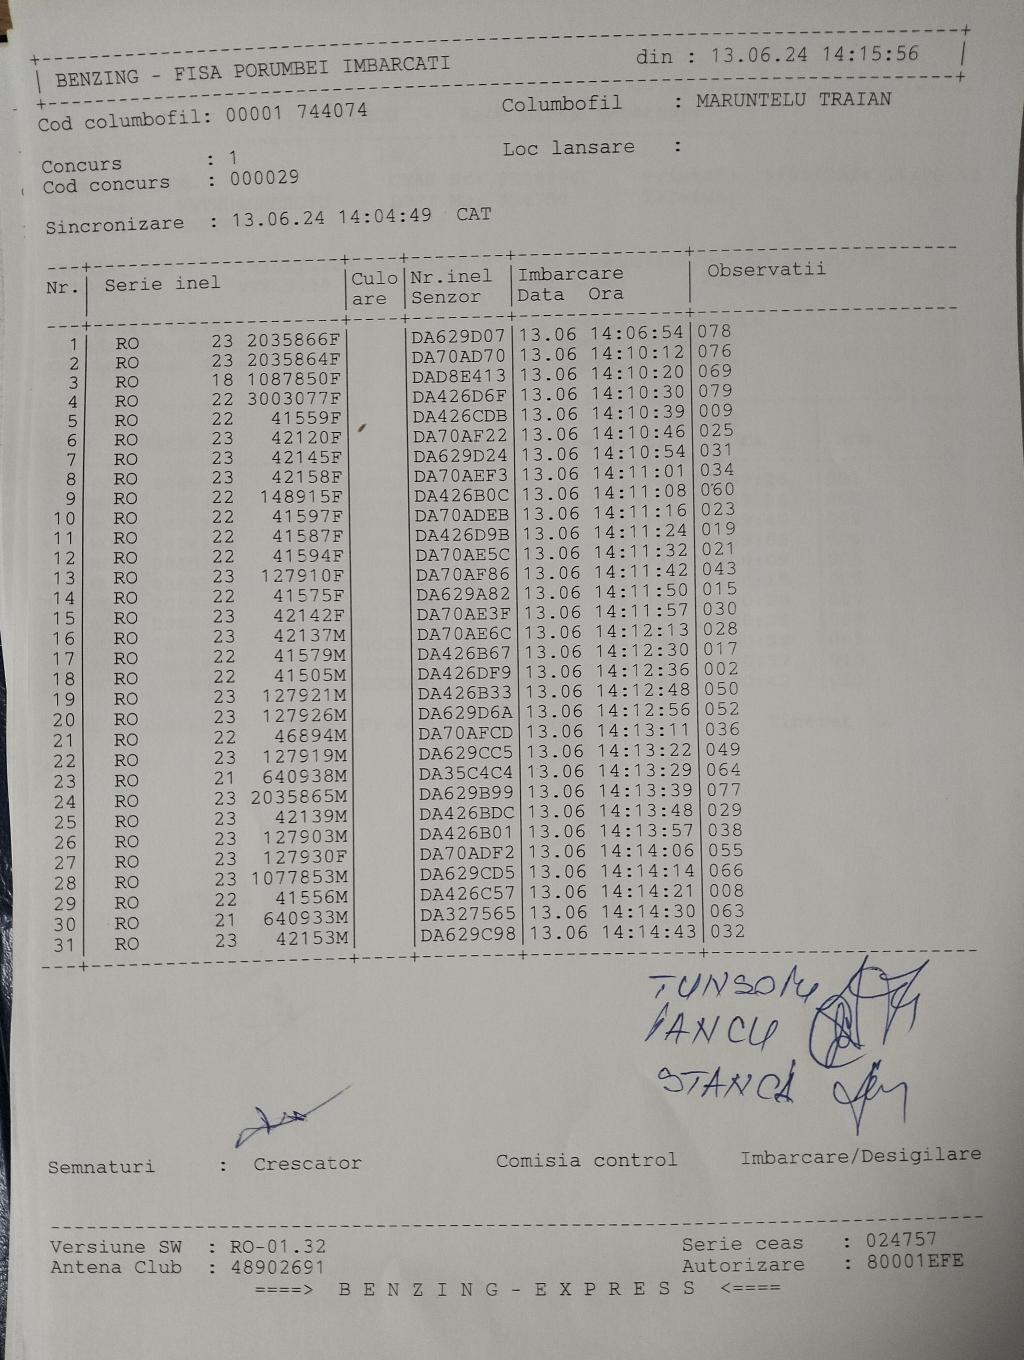 BENZING - FISA PORUMBEI IMBARCATI din : 13.06.24 14:15:56
Cod columbofil: 00001 744074 Columbofil : MARUNTELU TRAIAN
Concurs : 1 Loc lansare :
Cod concurs : 000029
Sincronizare : 13.06.24 14:04:49 CAT
Nr. Serie inel Culo Nr.inel Imbarcare Observatii
are Senzor Data Ora
1 RO 23 2035866F DA629D07 13.06 14:06:54 078
2 RO 23 2035864F DA70AD70 13.06 14:10:12 076
3 RO 18 1087850F DAD8E413 13.06 14:10:20 069
4 RO 22 3003077F DA426D6F 13.06 14:10:30 079
5 RO 22 41559F DA426CDB 13.06 14:10:39 009
6 RO 23 42120F DA70AF22 13.06 14:10:46 025
7 RO 23 42145F DA629D24 13.06 14:10:54 031
8 RO 23 42158F DA70AEF3 13.06 14:11:01 034
9 RO 22 148915F DA426B0C 13.06 14:11:08 060
10 RO 22 41597F DA70ADEB 13.06 14:11:16 023
11 RO 22 41587F DA426D9B 13.06 14:11:24 019
12 RO 22 41594F DA70AE5C 13.06 14:11:32 021
13 RO 23 127910F DA70AF86 13.06 14:11:42 043
14 RO 22 41575F DA629A82 13.06 14:11:50 015
15 RO 23 42142F DA70AE3F 13.06 14:11:57 030
16 RO 23 42137M DA70AE6C 13.06 14:12:13 028
17 RO 22 41579M DA426B67 13.06 14:12:30 017
18 RO 22 41505M DA426DF9 13.06 14:12:36 002
19 RO 23 127921M DA426B33 13.06 14:12:48 050
20 RO 23 127926M DA629D6A 13.06 14:12:56 052
21 RO 22 46894M DA70AFCD 13.06 14:13:11 036
22 RO 23 127919M DA629CC5 13.06 14:13:22 049
23 RO 21 640938M DA35C4C4 13.06 14:13:29 064
24 RO 23 2035865M DA629B99 13.06 14:13:39 077
25 RO 23 42139M DA426BDC 13.06 14:13:48 029
26 RO 23 127903M DA426B01 13.06 14:13:57 038
27 RO 23 127930F DA70ADF2 13.06 14:14:06 055
28 RO 23 1077853M DA629CD5 13.06 14:14:14 066
29 RO 22 41556M DA426C57 13.06 14:14:21 008
30 RO 21 640933M DA327565 13.06 14:14:30 063
31 RO 23 42153M DA629C98 13.06 14:14:43 032
IANCU
STANCA
Semnaturi : Crescator Comisia control Imbarcare/Desigilare
Versiune SW : RO-01.32 Serie ceas : 024757
Antena Club : 48902691 Autorizare : 80001EFE
====> BENZING-EXPRESS <====